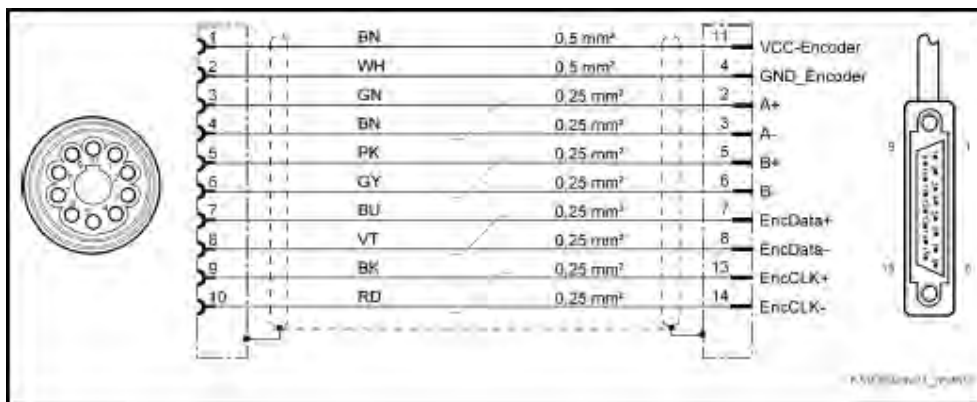 1 BN 0,5 mm² 11 VCC-Encoder
2 WH 0,5 mm² 4 GND_Encoder
3 GN 0,25 mm² 2 A+
4 BN 0,25 mm² 3 A-
5 PK 0,25 mm² 5 B+
6 GY 0,25 mm² 6 B-
7 BU 0,25 mm² 7 EncData+
8 VT 0,25 mm² 8 EncData-
9 BK 0,25 mm² 13 EncCLK+
10 RD 0,25 mm² 14 EncCLK-
9 1
15 8